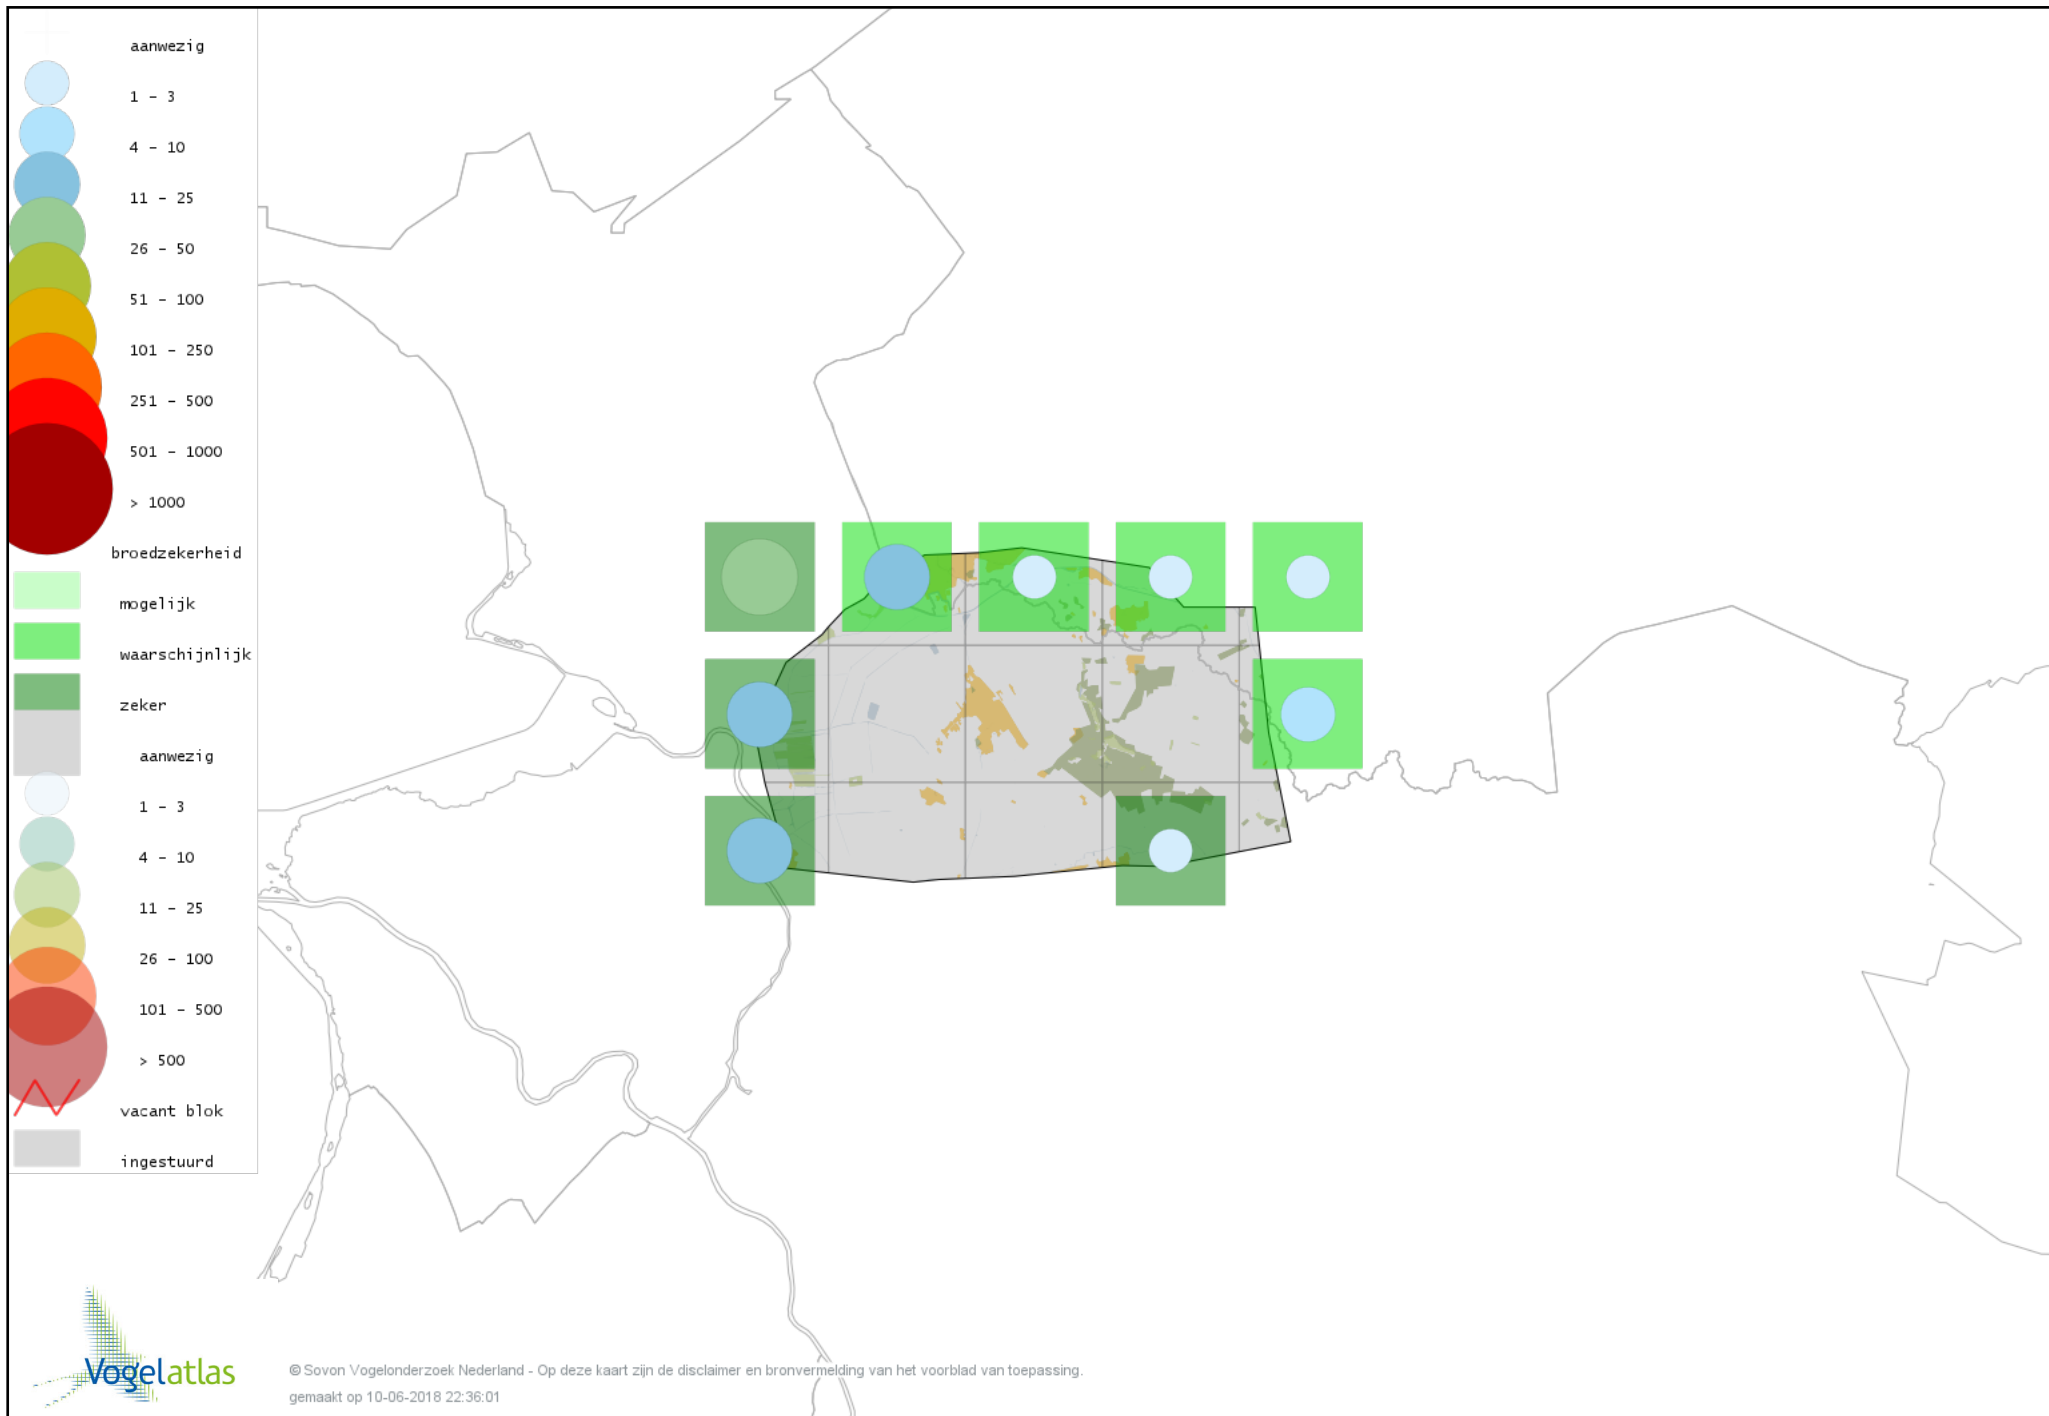 aanwezig
1 - 3
4 - 10
11 - 25
26 - 50
51 - 100
101 - 250
251 - 500
501 - 1000
> 1000
broedzekerheid
mogelijk
waarschijnlijk
zeker
aanwezig
1 - 3
4 - 10
11 - 25
26 - 100
101 - 500
> 500
vacant blok
ingestuurd
Vogelatlas
© Sovon Vogelonderzoek Nederland - Op deze kaart zijn de disclaimer en bronvermelding van het voorblad van toepassing.
gemaakt op 10-06-2018 22:36:01